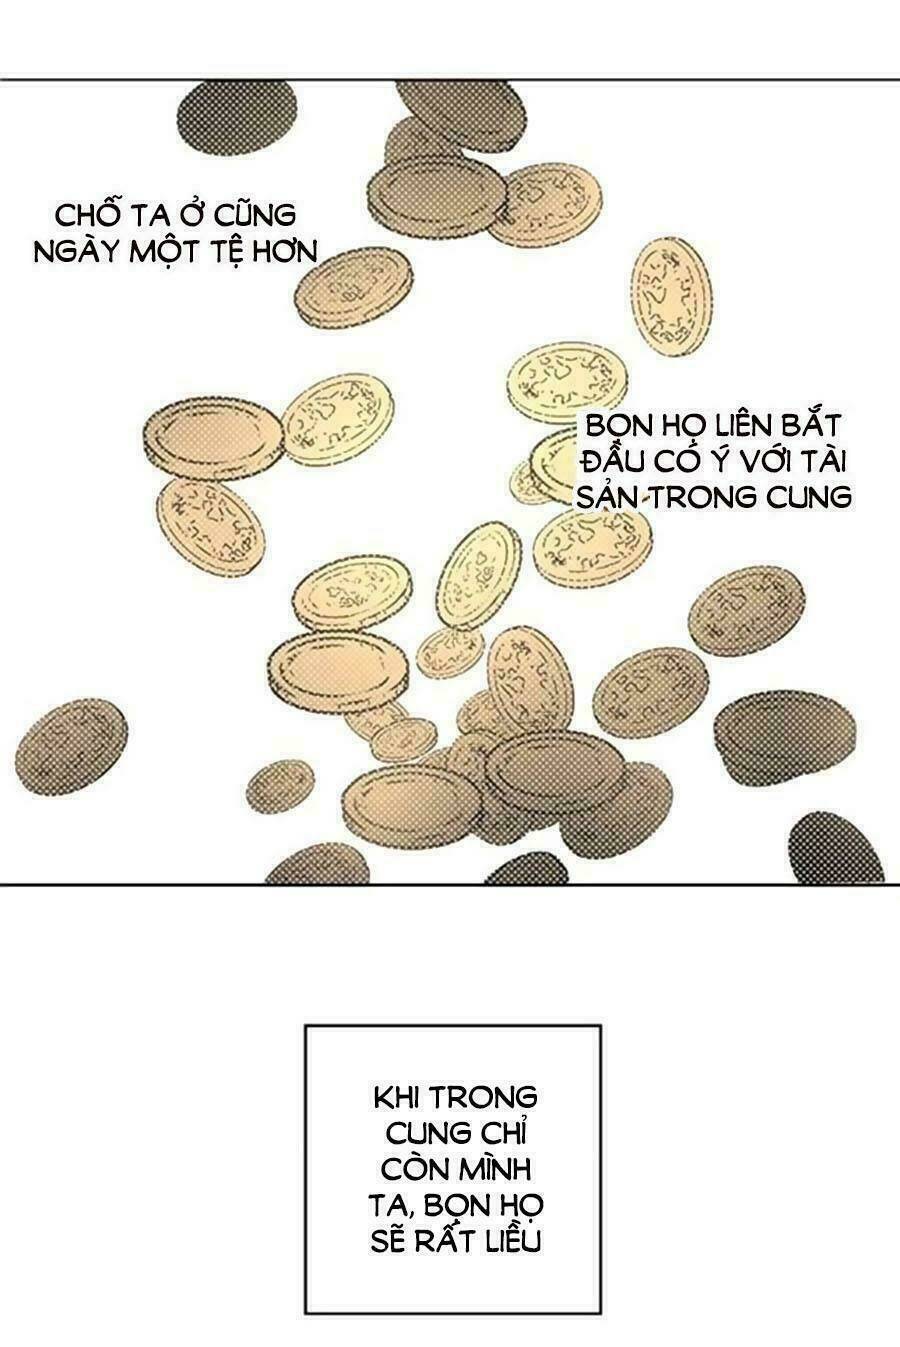 CHỖ TA Ở CŨNG
NGÀY MỘT TỆ HƠN
BỌN HỌ LIÊN BẮT
ĐẦU CÓ Ý VỚI TÀI
SẢN TRONG CUNG
KHI TRONG
CUNG CHỈ
CÒN MÌNH
TA, BỌN HỌ
SẼ RẤT LIỀU